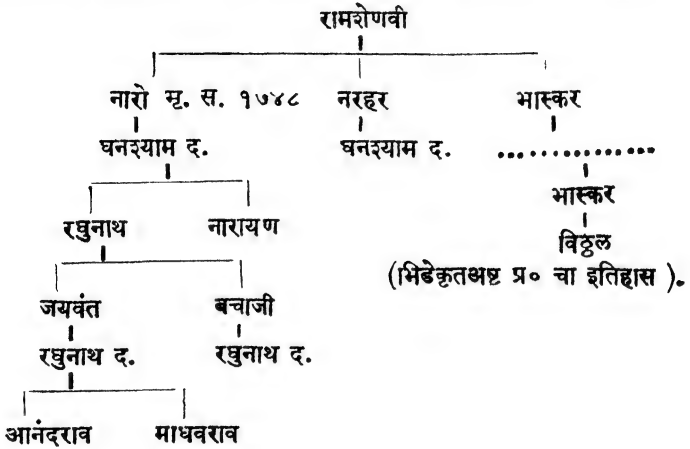 रामशेणवी
नारो मृ. स. १७४८ नरहर भास्कर
घनश्याम द. घनश्याम द. ..............
भास्कर
रघुनाथ नारायण
विठ्ठल
(भिडेकृतअष्ट प्र० चा इतिहास ).
जयवंत बचाजी
रघुनाथ द. रघुनाथ द.
आनंदराव माधवराव